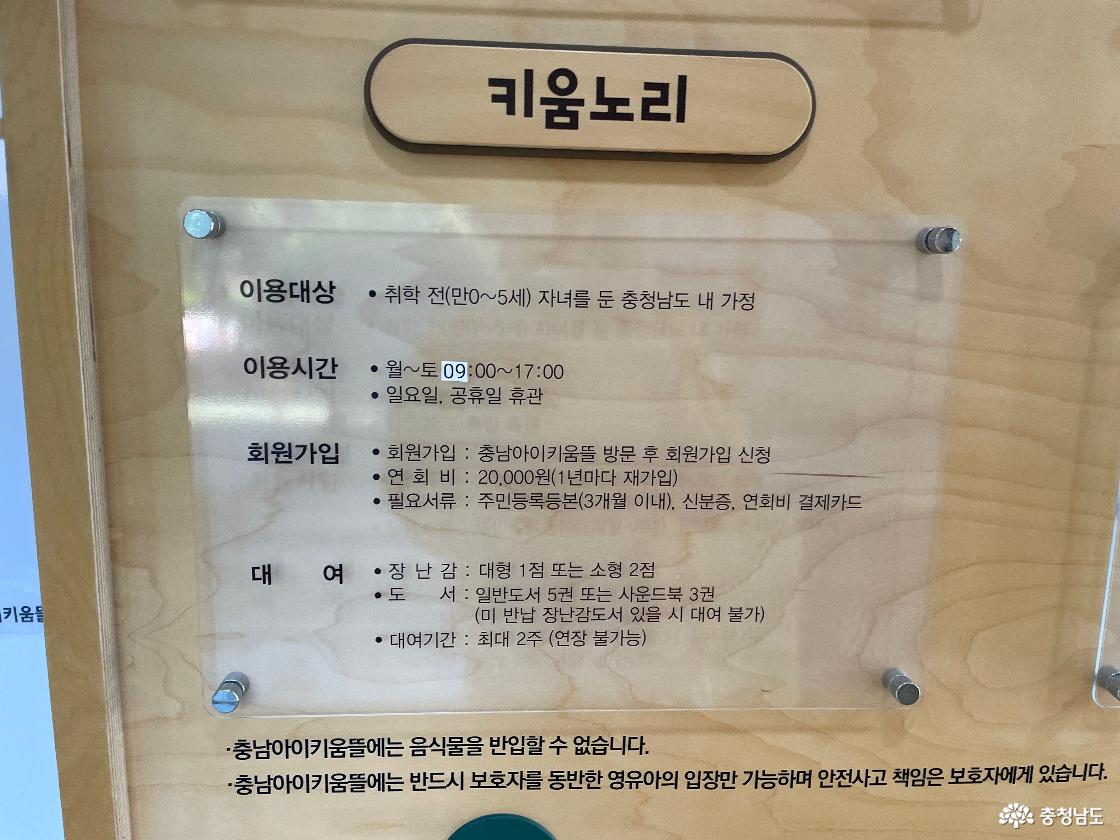 키움노리
이용대상 • 취학 전(만0~5세) 자녀를 둔 충청남도 내 가정
이용시간 • 월~토 09:00~17:00
• 일요일, 공휴일 휴관
회원가입 • 회원가입 : 충남아이키움뜰 방문 후 회원가입 신청
• 연 회 비 : 20,000원(1년마다 재가입)
• 필요서류 : 주민등록등본(3개월 이내), 신분증, 연회비 결제카드
대 여 • 장 난 감 : 대형 1점 또는 소형 2점
• 도 서 : 일반도서 5권 또는 사운드북 3권
(미 반납 장난감도서 있을 시 대여 불가)
• 대여기간 : 최대 2주 (연장 불가능)
키움뜰
·충남아이키움뜰에는 음식물을 반입할 수 없습니다.
·충남아이키움뜰에는 반드시 보호자를 동반한 영유아의 입장만 가능하며 안전사고 책임은 보호자에게 있습니다.
충청남도